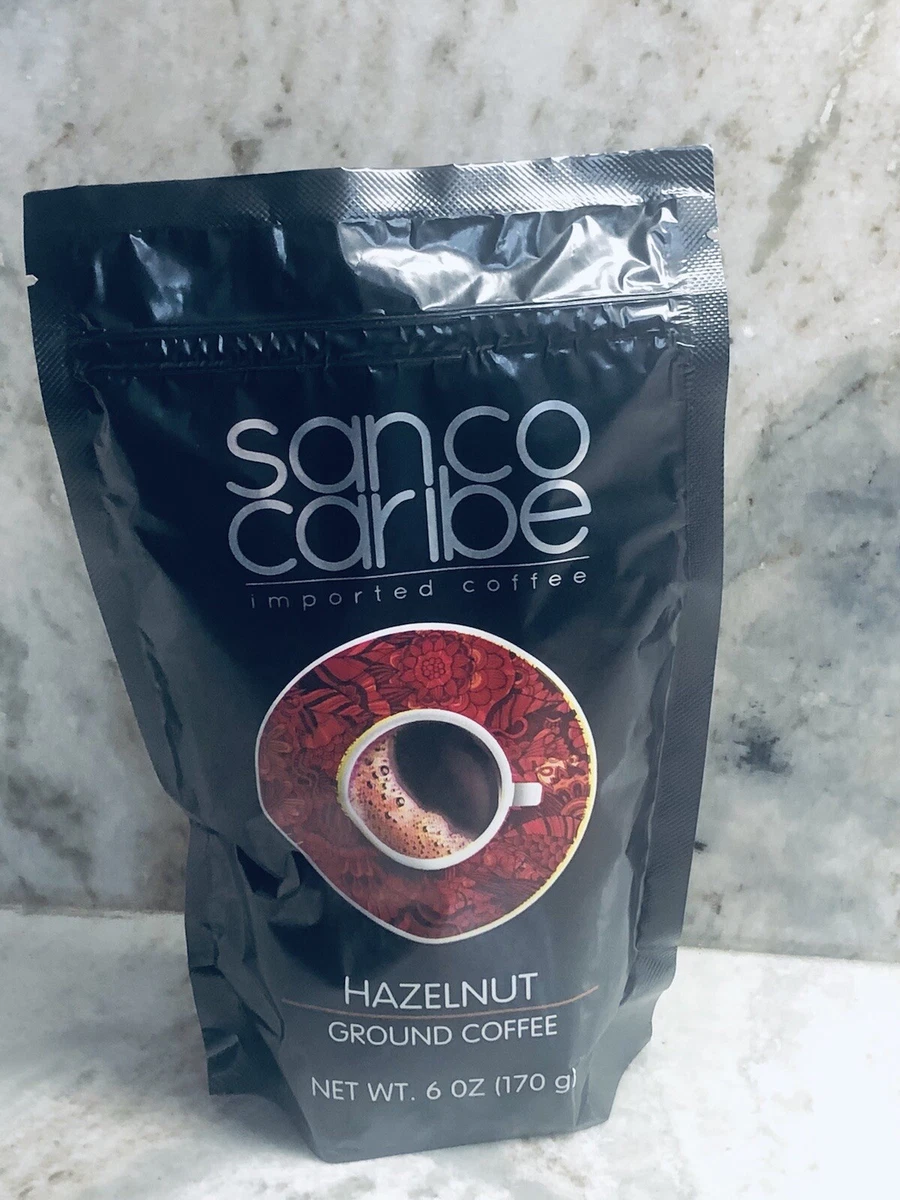 sanco
caribe
imported coffee
HAZELNUT
GROUND COFFEE
NET WT. 6 OZ (170 g)